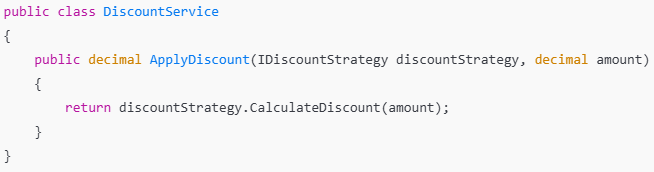 public class DiscountService
{
    public decimal ApplyDiscount(IDiscountStrategy discountStrategy, decimal amount)
    {
        return discountStrategy.CalculateDiscount(amount);
    }
}